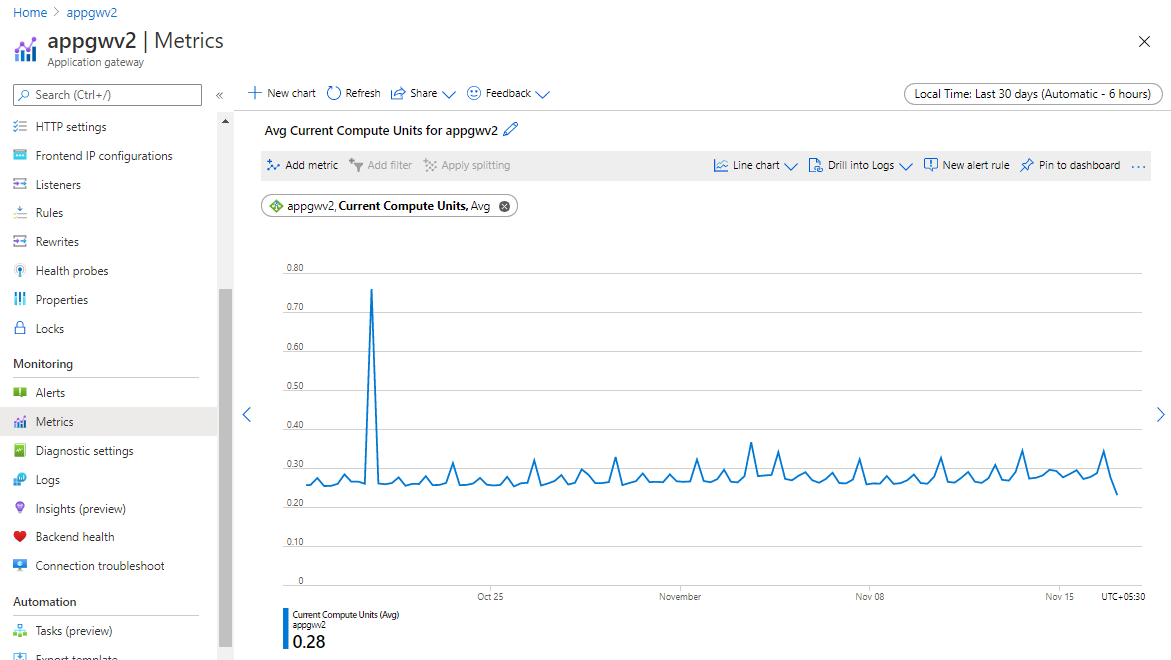 Home > appgwv2
appgwv2 | Metrics
Application gateway
Search (Ctrl+/)
«
HTTP settings
Frontend IP configurations
Listeners
Rules
Rewrites
Health probes
Properties
Locks
Monitoring
Alerts
Metrics
Diagnostic settings
Logs
Insights (preview)
Backend health
Connection troubleshoot
Automation
Tasks (preview)
Export template
New chart Refresh Share Feedback
Local Time: Last 30 days (Automatic - 6 hours)
Avg Current Compute Units for appgwv2
Add metric Add filter Apply splitting
Line chart Drill into Logs New alert rule Pin to dashboard ...
appgwv2, Current Compute Units, Avg
0.80
0.70
0.60
0.50
0.40
0.30
0.20
0.10
0
Oct 25 November Nov 08 Nov 15 UTC+05:30
Current Compute Units (Avg)
appgwv2
0.28